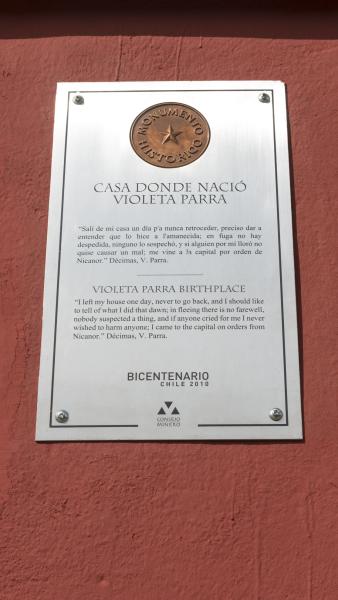 MONUMENTO
HISTORICO
CASA DONDE NACIÓ
VIOLETA PARRA
"Salí de mi casa un día p'a nunca retroceder, preciso dar a
entender que lo hice a l'amanecida; en fuga no hay
despedida, ninguno lo sospechó, y si alguien por mi lloró no
quise causar un mal; me vine a la capital por orden de
Nicanor." Décimas, V. Parra.
VIOLETA PARRA BIRTHPLACE
"I left my house one day, never to go back, and I should like
to tell of what I did that dawn; in fleeing there is no farewell,
nobody suspected a thing, and if anyone cried for me I never
wished to harm anyone; I came to the capital on orders from
Nicanor." Décimas, V. Parra.
BICENTENARIO
CHILE 2010
CONSEJO
MINERO